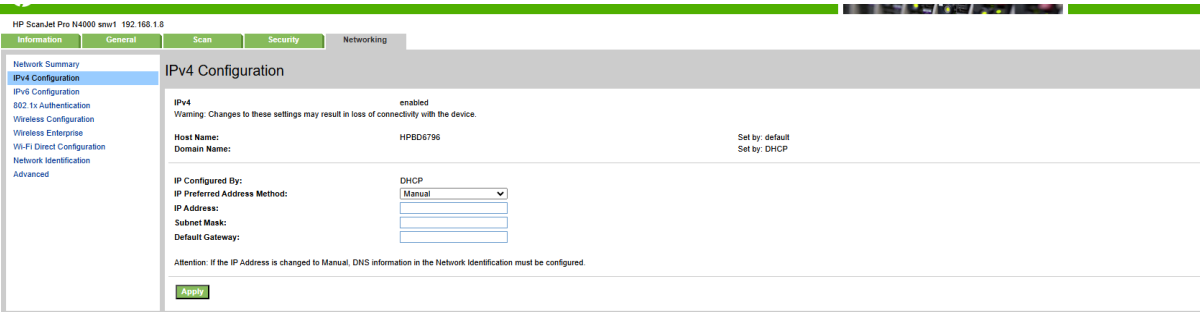 HP ScanJet Pro N4000 snw1 192.168.1.8
Information General Scan Security Networking
Network Summary
IPv4 Configuration
IPv6 Configuration
802.1x Authentication
Wireless Configuration
Wireless Enterprise
Wi-Fi Direct Configuration
Network Identification
Advanced
IPv4 Configuration
IPv4 enabled
Warning: Changes to these settings may result in loss of connectivity with the device.
Host Name: HPBD6796 Set by: default
Domain Name: Set by: DHCP
IP Configured By: DHCP
IP Preferred Address Method: Manual
IP Address:
Subnet Mask:
Default Gateway:
Attention: If the IP Address is changed to Manual, DNS information in the Network Identification must be configured.
Apply